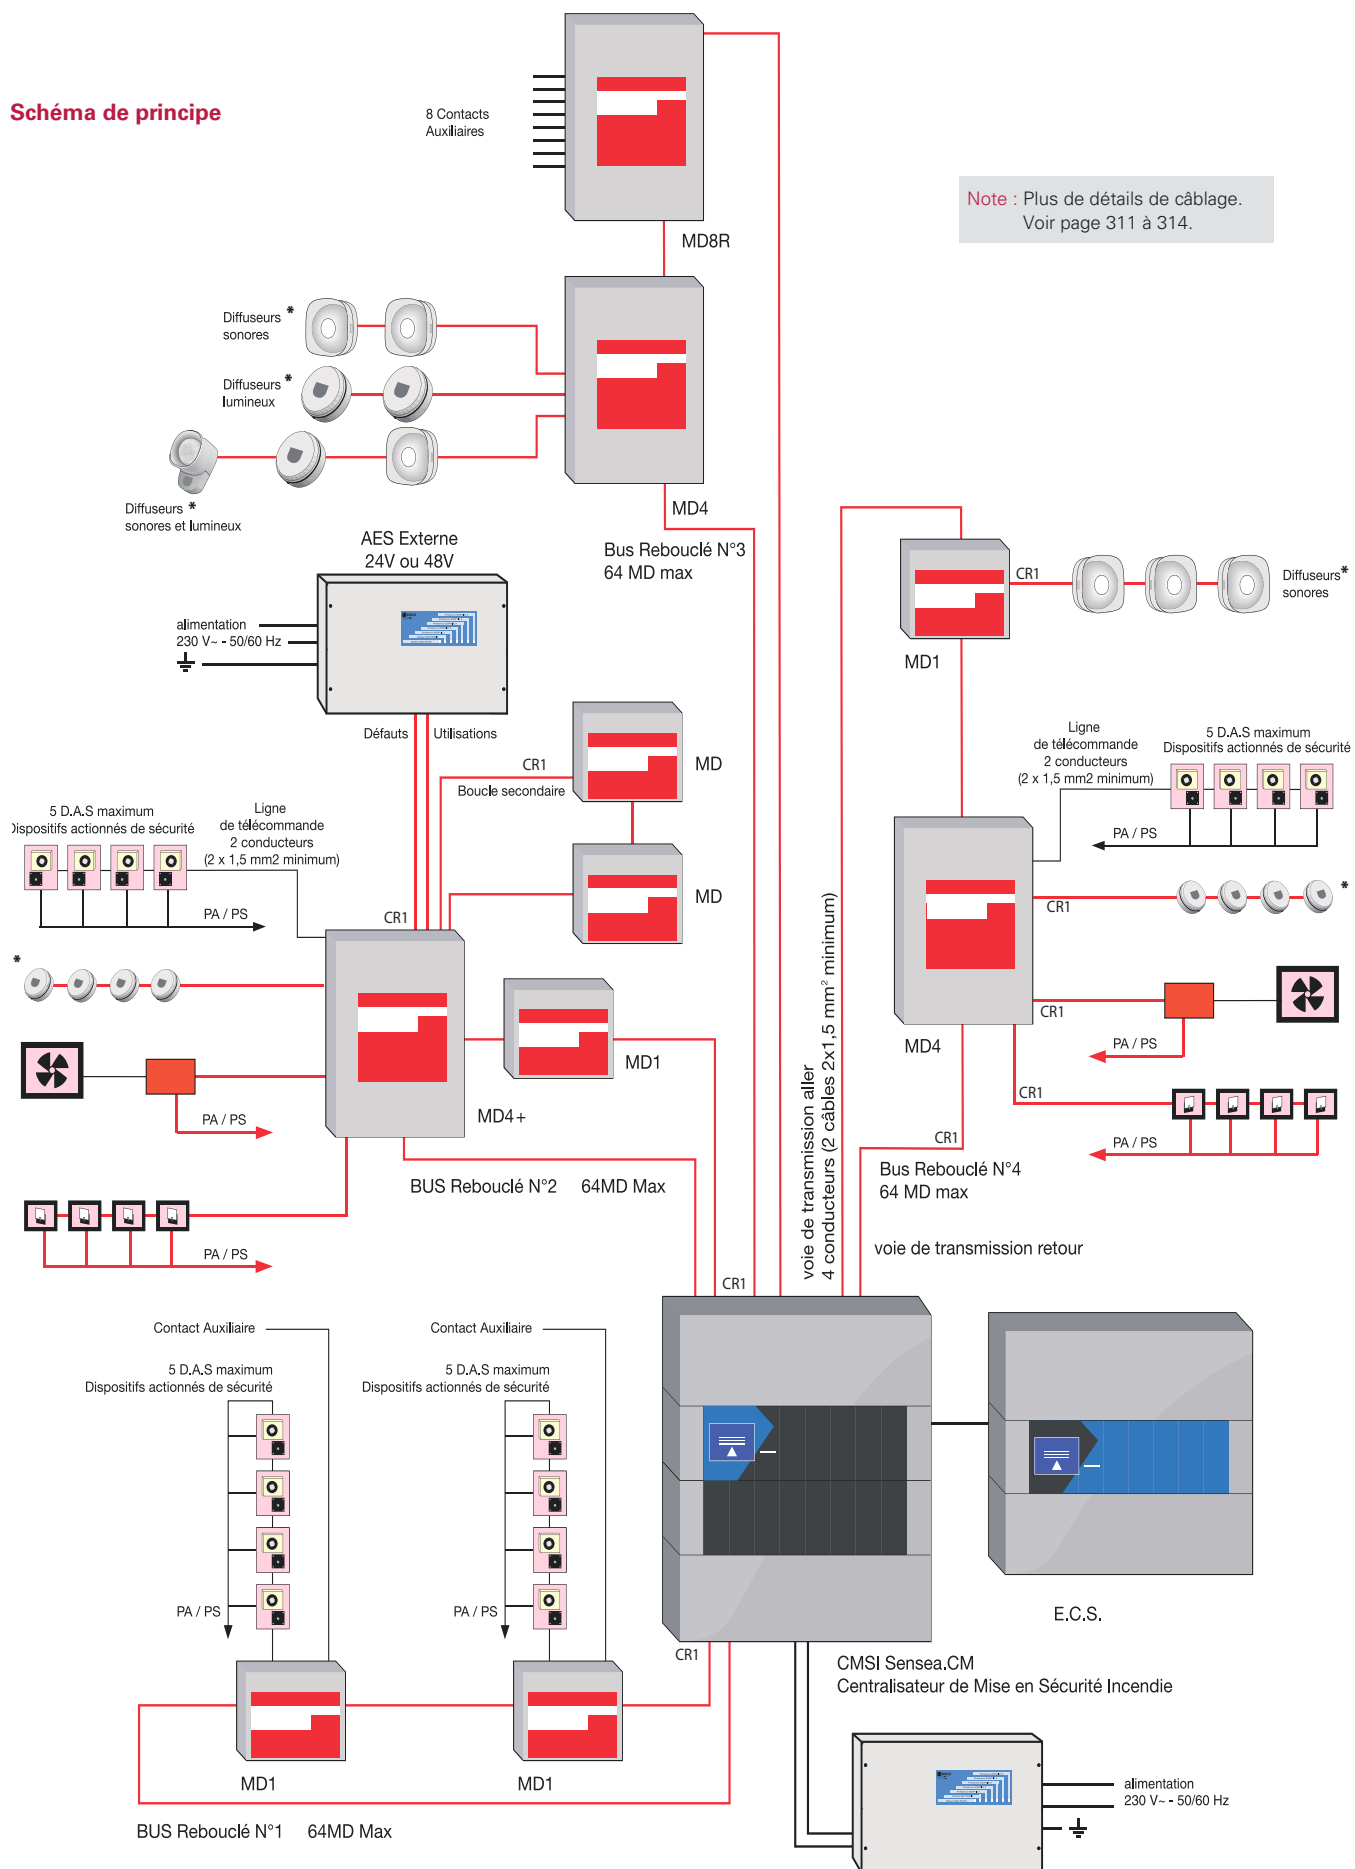 Schéma de principe
8 Contacts
Auxiliaires
MD8R
Note : Plus de détails de câblage.
Voir page 311 à 314.
Diffuseurs *
sonores
Diffuseurs *
lumineux
Diffuseurs *
sonores et lumineux
MD4
Bus Rebouclé N°3
64 MD max
AES Externe
24V ou 48V
alimentation
230 V~ - 50/60 Hz
Défauts
Utilisations
CR1
Boucle secondaire
MD
MD
CR1
Diffuseurs*
sonores
MD1
Ligne
de télécommande
2 conducteurs
(2 x 1,5 mm2 minimum)
5 D.A.S maximum
Dispositifs actionnés de sécurité
PA / PS
CR1
*
CR1
PA / PS
MD4
CR1
PA / PS
CR1
Bus Rebouclé N°4
64 MD max
5 D.A.S maximum
Dispositifs actionnés de sécurité
Ligne
de télécommande
2 conducteurs
(2 x 1,5 mm2 minimum)
PA / PS
CR1
*
MD1
PA / PS
MD4+
BUS Rebouclé N°2 64MD Max
PA / PS
voie de transmission aller
4 conducteurs (2 câbles 2x1,5 mm² minimum)
voie de transmission retour
CR1
Contact Auxiliaire
5 D.A.S maximum
Dispositifs actionnés de sécurité
PA / PS
Contact Auxiliaire
5 D.A.S maximum
Dispositifs actionnés de sécurité
PA / PS
E.C.S.
CR1
CMSI Sensea.CM
Centralisateur de Mise en Sécurité Incendie
MD1
MD1
BUS Rebouclé N°1 64MD Max
alimentation
230 V~ - 50/60 Hz